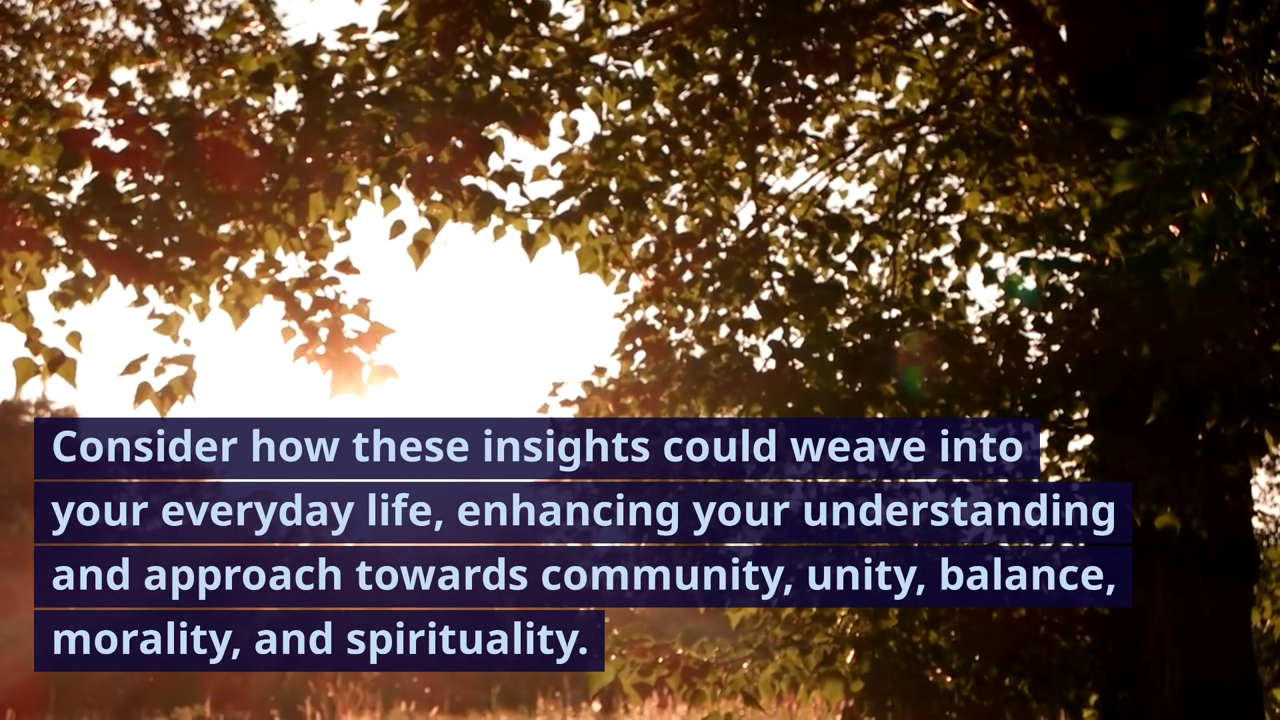 Consider how these insights could weave into
your everyday life, enhancing your understanding
and approach towards community, unity, balance,
morality, and spirituality.